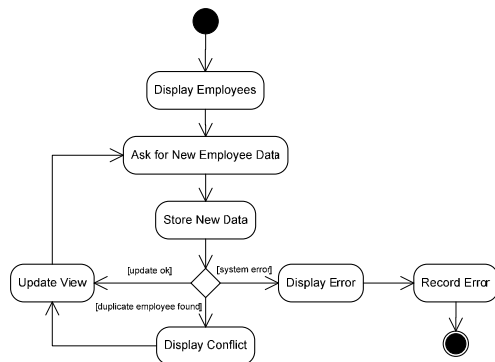 Display Employees
Ask for New Employee Data
Store New Data
[update ok]
[system error]
Update View
Display Error
Record Error
[duplicate employee found]
Display Conflict